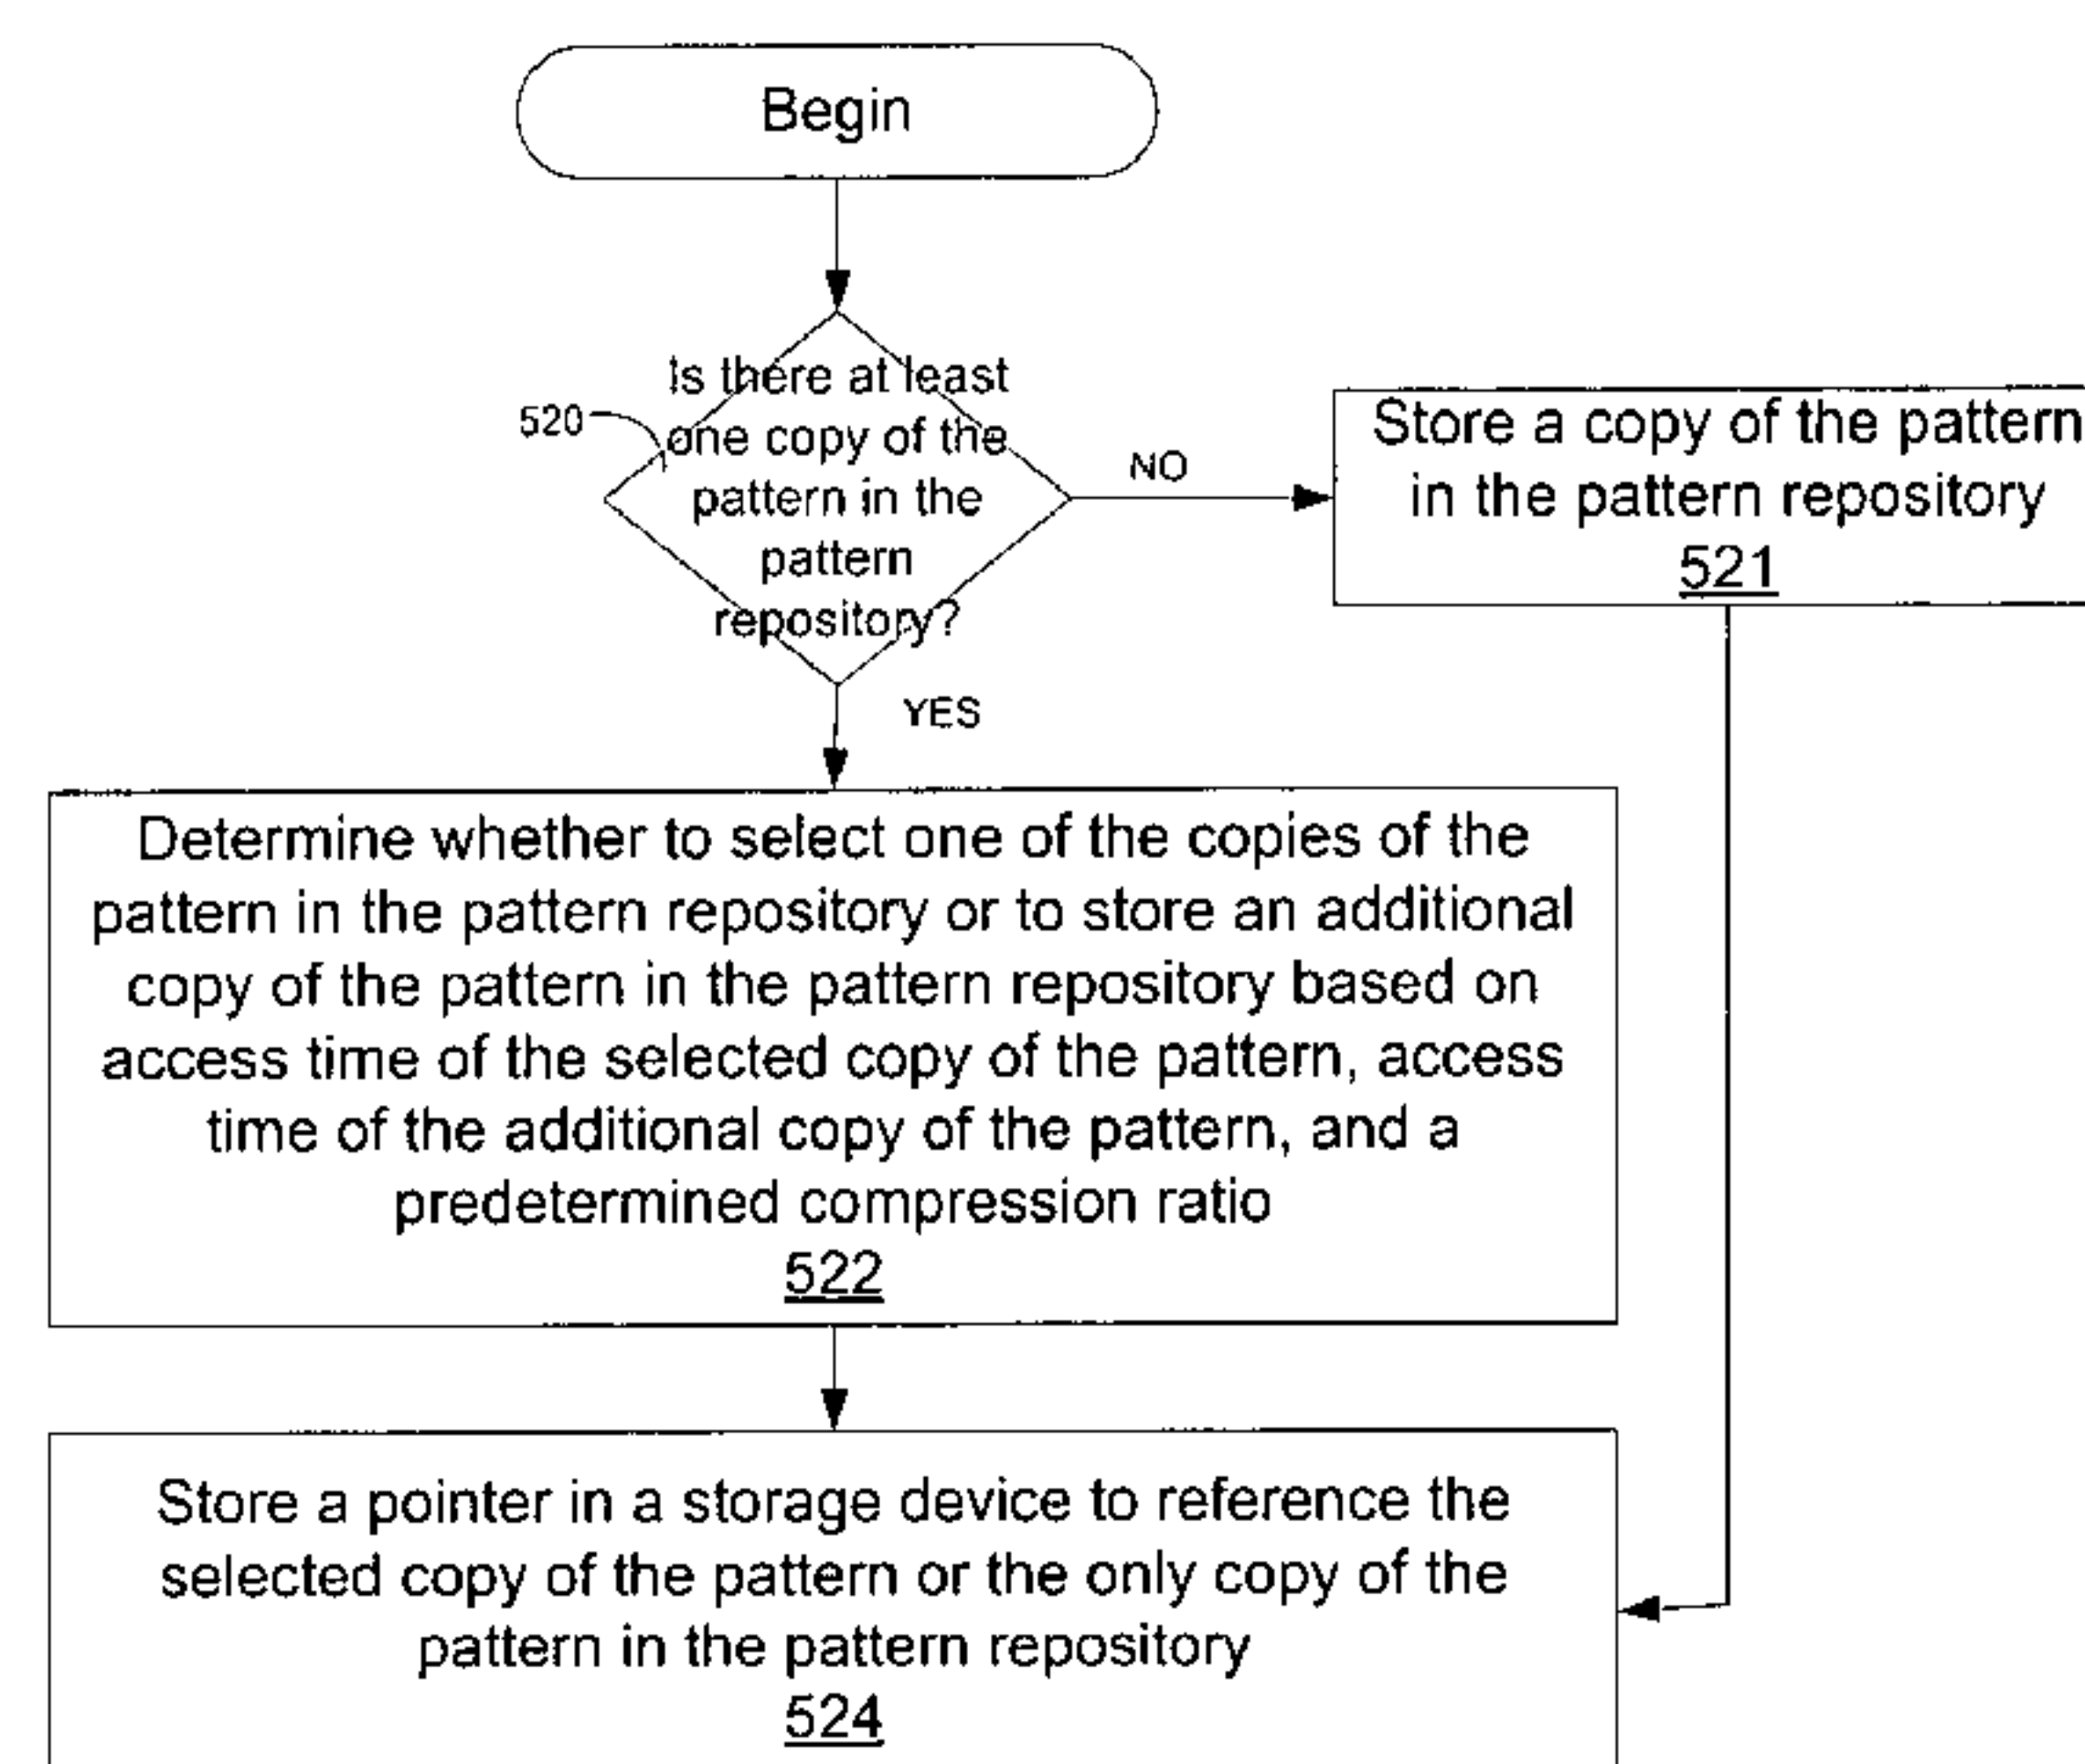 Begin
Is there at least
one copy of the
pattern in the
pattern
repository?
520
NO
Store a copy of the pattern
in the pattern repository
521
YES
Determine whether to select one of the copies of the
pattern in the pattern repository or to store an additional
copy of the pattern in the pattern repository based on
access time of the selected copy of the pattern, access
time of the additional copy of the pattern, and a
predetermined compression ratio
522
Store a pointer in a storage device to reference the
selected copy of the pattern or the only copy of the
pattern in the pattern repository
524